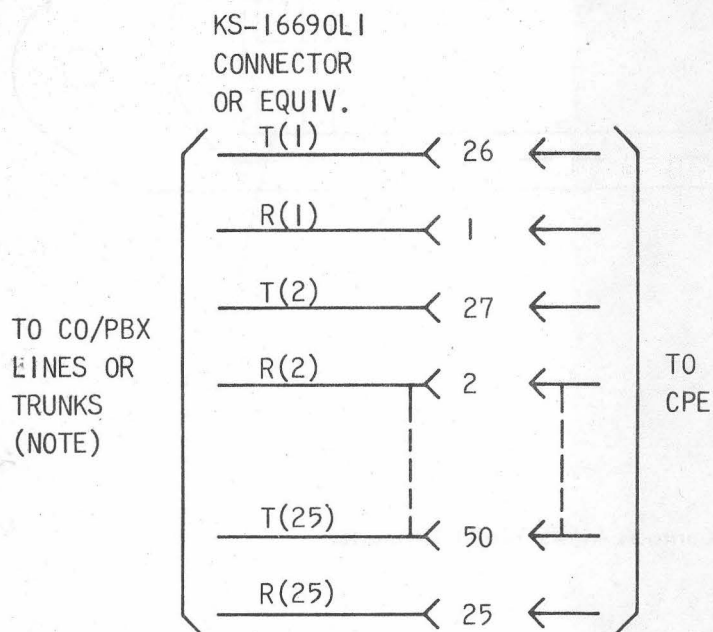 KS-16690L1
CONNECTOR
OR EQUIV.
T(1) 26
R(1) 1
T(2) 27
TO CO/PBX
LINES OR
TRUNKS
(NOTE)
R(2) 2
TO
CPE
T(25) 50
R(25) 25